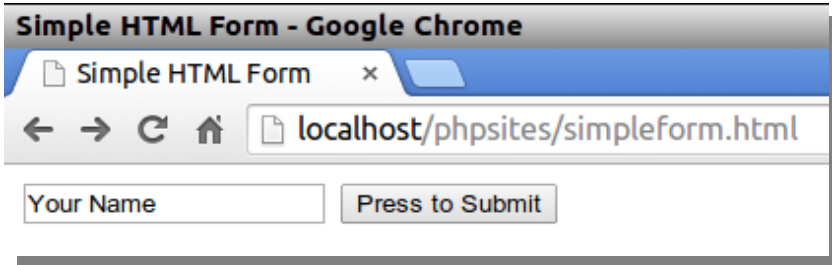 Simple HTML Form - Google Chrome
Simple HTML Form ×
localhost/phpsites/simpleform.html
Your Name Press to Submit